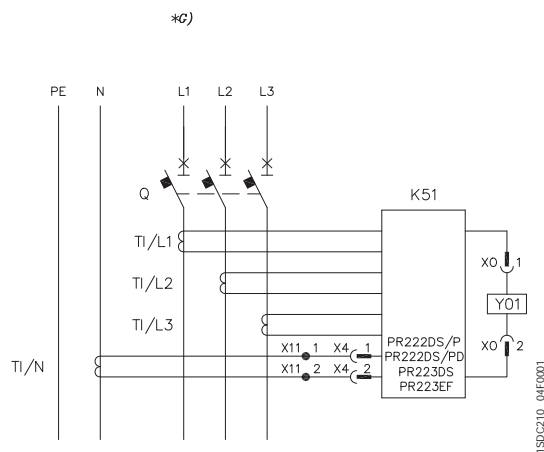 *G)
PE N L1 L2 L3
Q
K51
TI/L1
X0 1
TI/L2
Y01
TI/L3
X0 2
PR222DS/P
X11 1 X4 1
PR222DS/PD
TI/N
X11 2 X4 2
PR223DS
PR223EF
1SDC210 04F0001